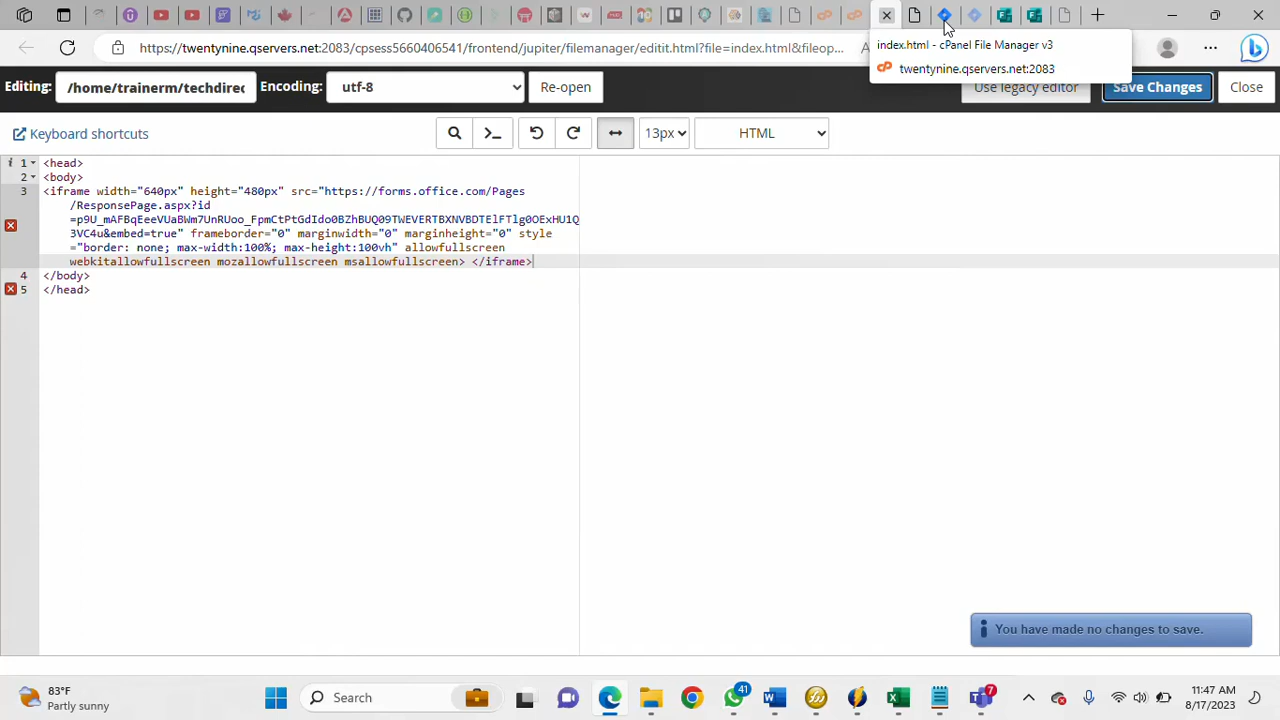 https://twentynine.qservers.net:2083/cpsess5660406541/frontend/jupiter/filemanager/editit.html?file=index.html&fileop...
index.html - cPanel File Manager v3
twentynine.qservers.net:2083
Editing: /home/trainerm/techdirec Encoding: utf-8 Re-open Use legacy editor Save Changes Close
Keyboard shortcuts 13px HTML
1 <head>
2 <body>
3 <iframe width="640px" height="480px" src="https://forms.office.com/Pages
/ResponsePage.aspx?id
=p9U_mAFBqEeeVUaBWm7UnRUoo_FpmCtPtGdIdo0BZhBUQ09TWEVERTBXNVBDTElFTlg0OExHU1Q
3VC4u&embed=true" frameborder="0" marginwidth="0" marginheight="0" style
="border: none; max-width:100%; max-height:100vh" allowfullscreen
webkitallowfullscreen mozallowfullscreen msallowfullscreen> </iframe>
4 </body>
5 </head>
You have made no changes to save.
83°F
Partly sunny
Search
41
7
11:47 AM
8/17/2023